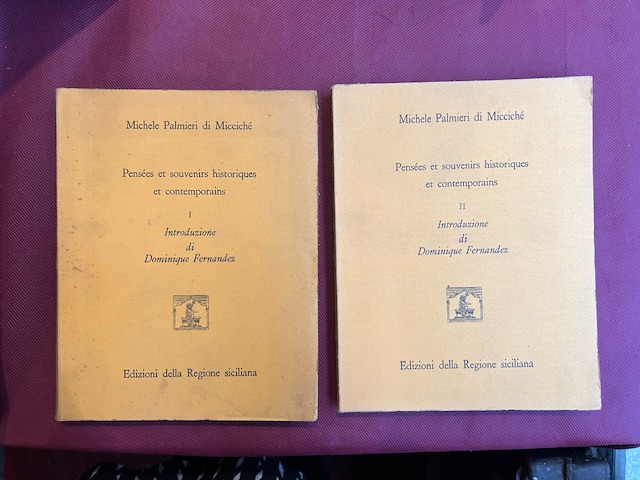 Michele Palmieri di Micciché
Pensées et souvenirs historiques
et contemporains
I
Introduzione
di
Dominique Fernandez
Edizioni della Regione siciliana
Michele Palmieri di Micciché
Pensées et souvenirs historiques
et contemporains
II
Introduzione
di
Dominique Fernandez
Edizioni della Regione siciliana